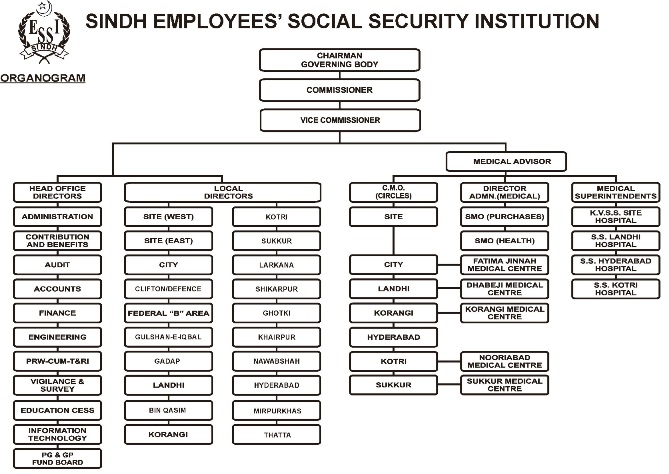 ESSI
SINDH
SINDH EMPLOYEES' SOCIAL SECURITY INSTITUTION
ORGANOGRAM
CHAIRMAN
GOVERNING BODY
COMMISSIONER
VICE COMMISSIONER
MEDICAL ADVISOR
HEAD OFFICE
DIRECTORS
ADMINISTRATION
CONTRIBUTION
AND BENEFITS
AUDIT
ACCOUNTS
FINANCE
ENGINEERING
PRW-CUM-T&RI
VIGILANCE &
SURVEY
EDUCATION CESS
INFORMATION
TECHNOLOGY
PG & GP
FUND BOARD
LOCAL
DIRECTORS
SITE (WEST)
SITE (EAST)
CITY
CLIFTON/DEFENCE
FEDERAL "B" AREA
GULSHAN-E-IQBAL
GADAP
LANDHI
BIN QASIM
KORANGI
KOTRI
SUKKUR
LARKANA
SHIKARPUR
GHOTKI
KHAIRPUR
NAWABSHAH
HYDERABAD
MIRPURKHAS
THATTA
C.M.O.
(CIRCLES)
SITE
CITY
LANDHI
KORANGI
HYDERABAD
KOTRI
SUKKUR
DIRECTOR
ADMN.(MEDICAL)
SMO (PURCHASES)
SMO (HEALTH)
FATIMA JINNAH
MEDICAL CENTRE
DHABEJI MEDICAL
CENTRE
KORANGI MEDICAL
CENTRE
NOORIABAD
MEDICAL CENTRE
SUKKUR MEDICAL
CENTRE
MEDICAL
SUPERINTENDENTS
K.V.S.S. SITE
HOSPITAL
S.S. LANDHI
HOSPITAL
S.S. HYDERABAD
HOSPITAL
S.S. KOTRI
HOSPITAL